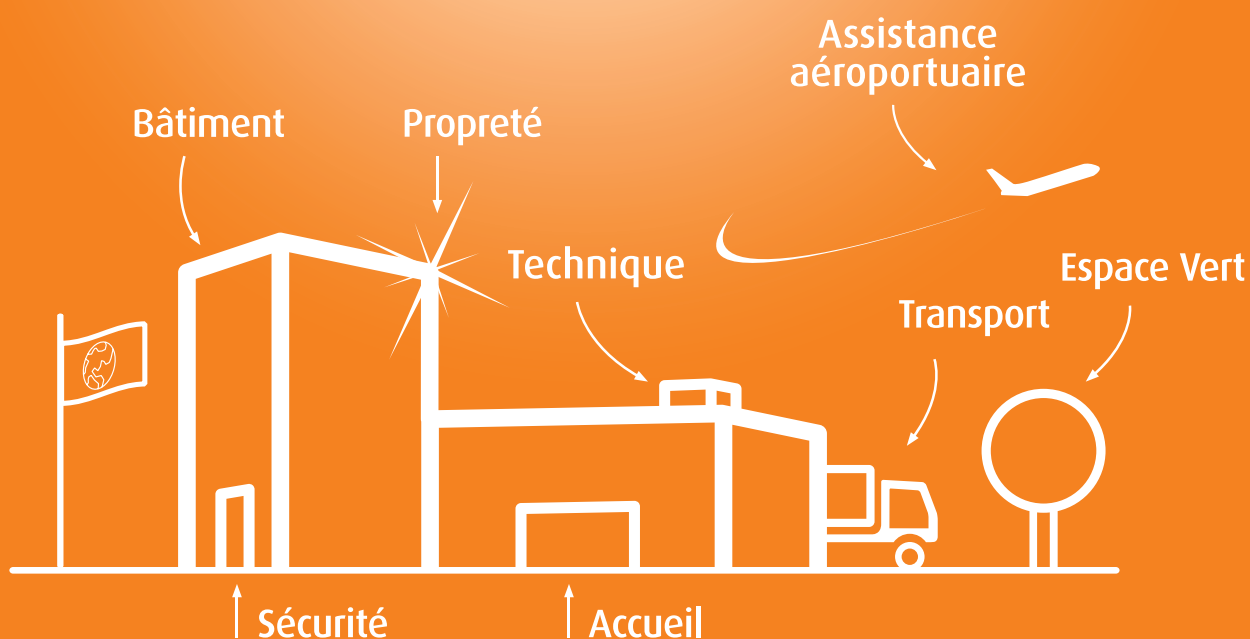 Assistance
aéroportuaire
Bâtiment
Propreté
Technique
Espace Vert
Transport
Sécurité
Accueil